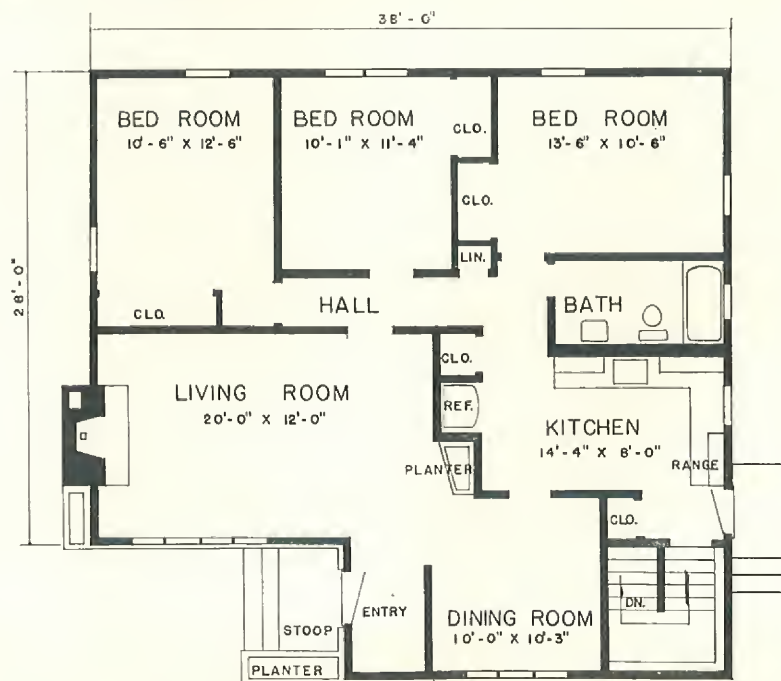 38'-0"
BED ROOM
10'-6" X 12'-6"
BED ROOM
10'-1" X 11'-4"
CLO.
BED ROOM
13'-6" X 10'-6"
CLO.
LIN.
28'-0"
CLO.
HALL
BATH
CLO.
LIVING ROOM
20'-0" X 12'-0"
REF.
KITCHEN
14'-4" X 8'-0"
PLANTER
RANGE
CLO.
ENTRY
DN.
STOOP
DINING ROOM
10'-0" X 10'-3"
PLANTER